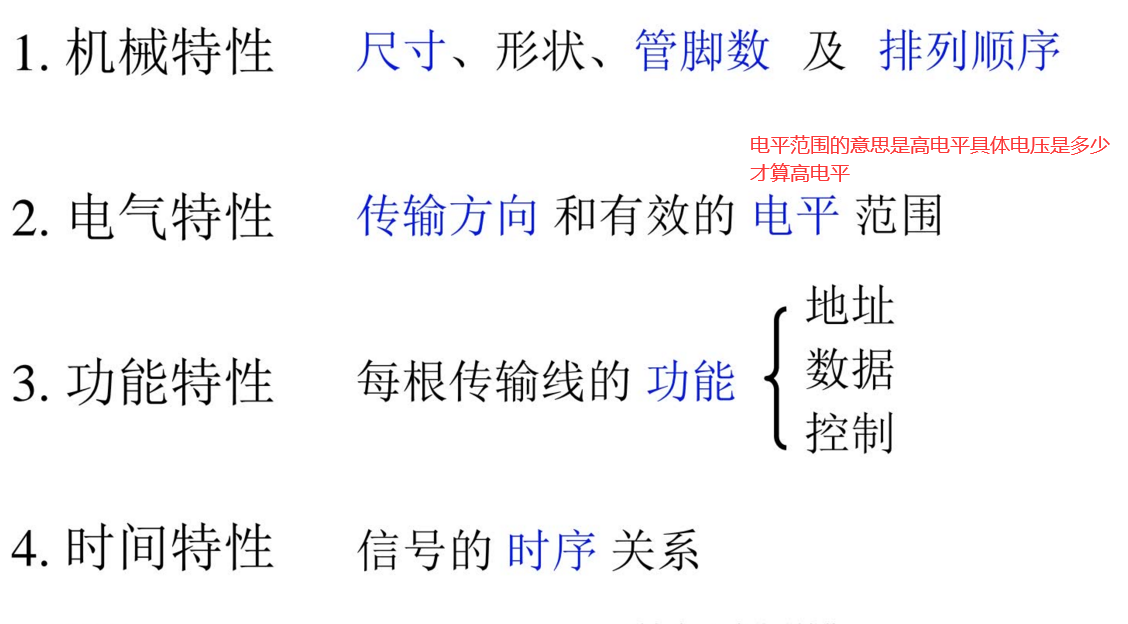 1. 机械特性 尺寸、形状、管脚数 及 排列顺序
电平范围的意思是高电平具体电压是多少
才算高电平
2. 电气特性 传输方向 和有效的 电平 范围
地址
3. 功能特性 每根传输线的 功能 数据
控制
4. 时间特性 信号的 时序 关系